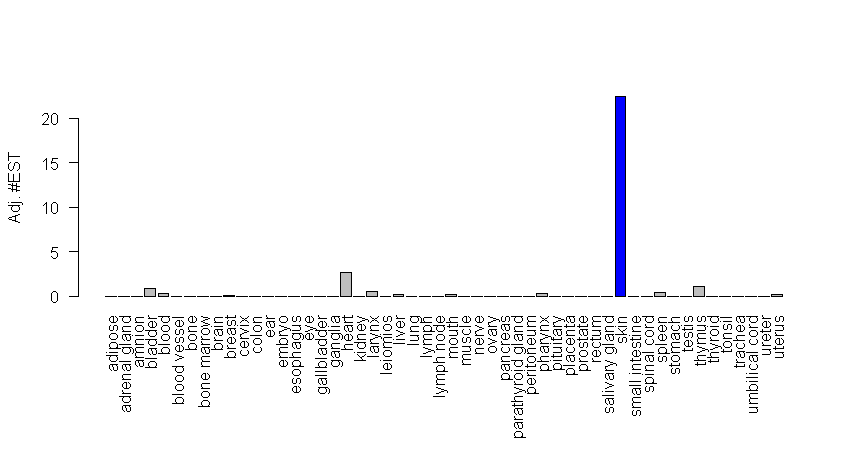 Adj. #EST
20
15
10
5
0
adipose
adrenal gland
amnion
bladder
blood
blood vessel
bone
bone marrow
brain
breast
cervix
colon
ear
embryo
esophagus
eye
gallbladder
ganglia
heart
kidney
larynx
leiomios
liver
lung
lymph
lymph node
mouth
muscle
nerve
ovary
pancreas
parathyroid gland
peritoneum
pharynx
pituitary
placenta
prostate
rectum
salivary gland
skin
small intestine
spinal cord
spleen
stomach
testis
thymus
thyroid
tonsil
trachea
umbilical cord
ureter
uterus